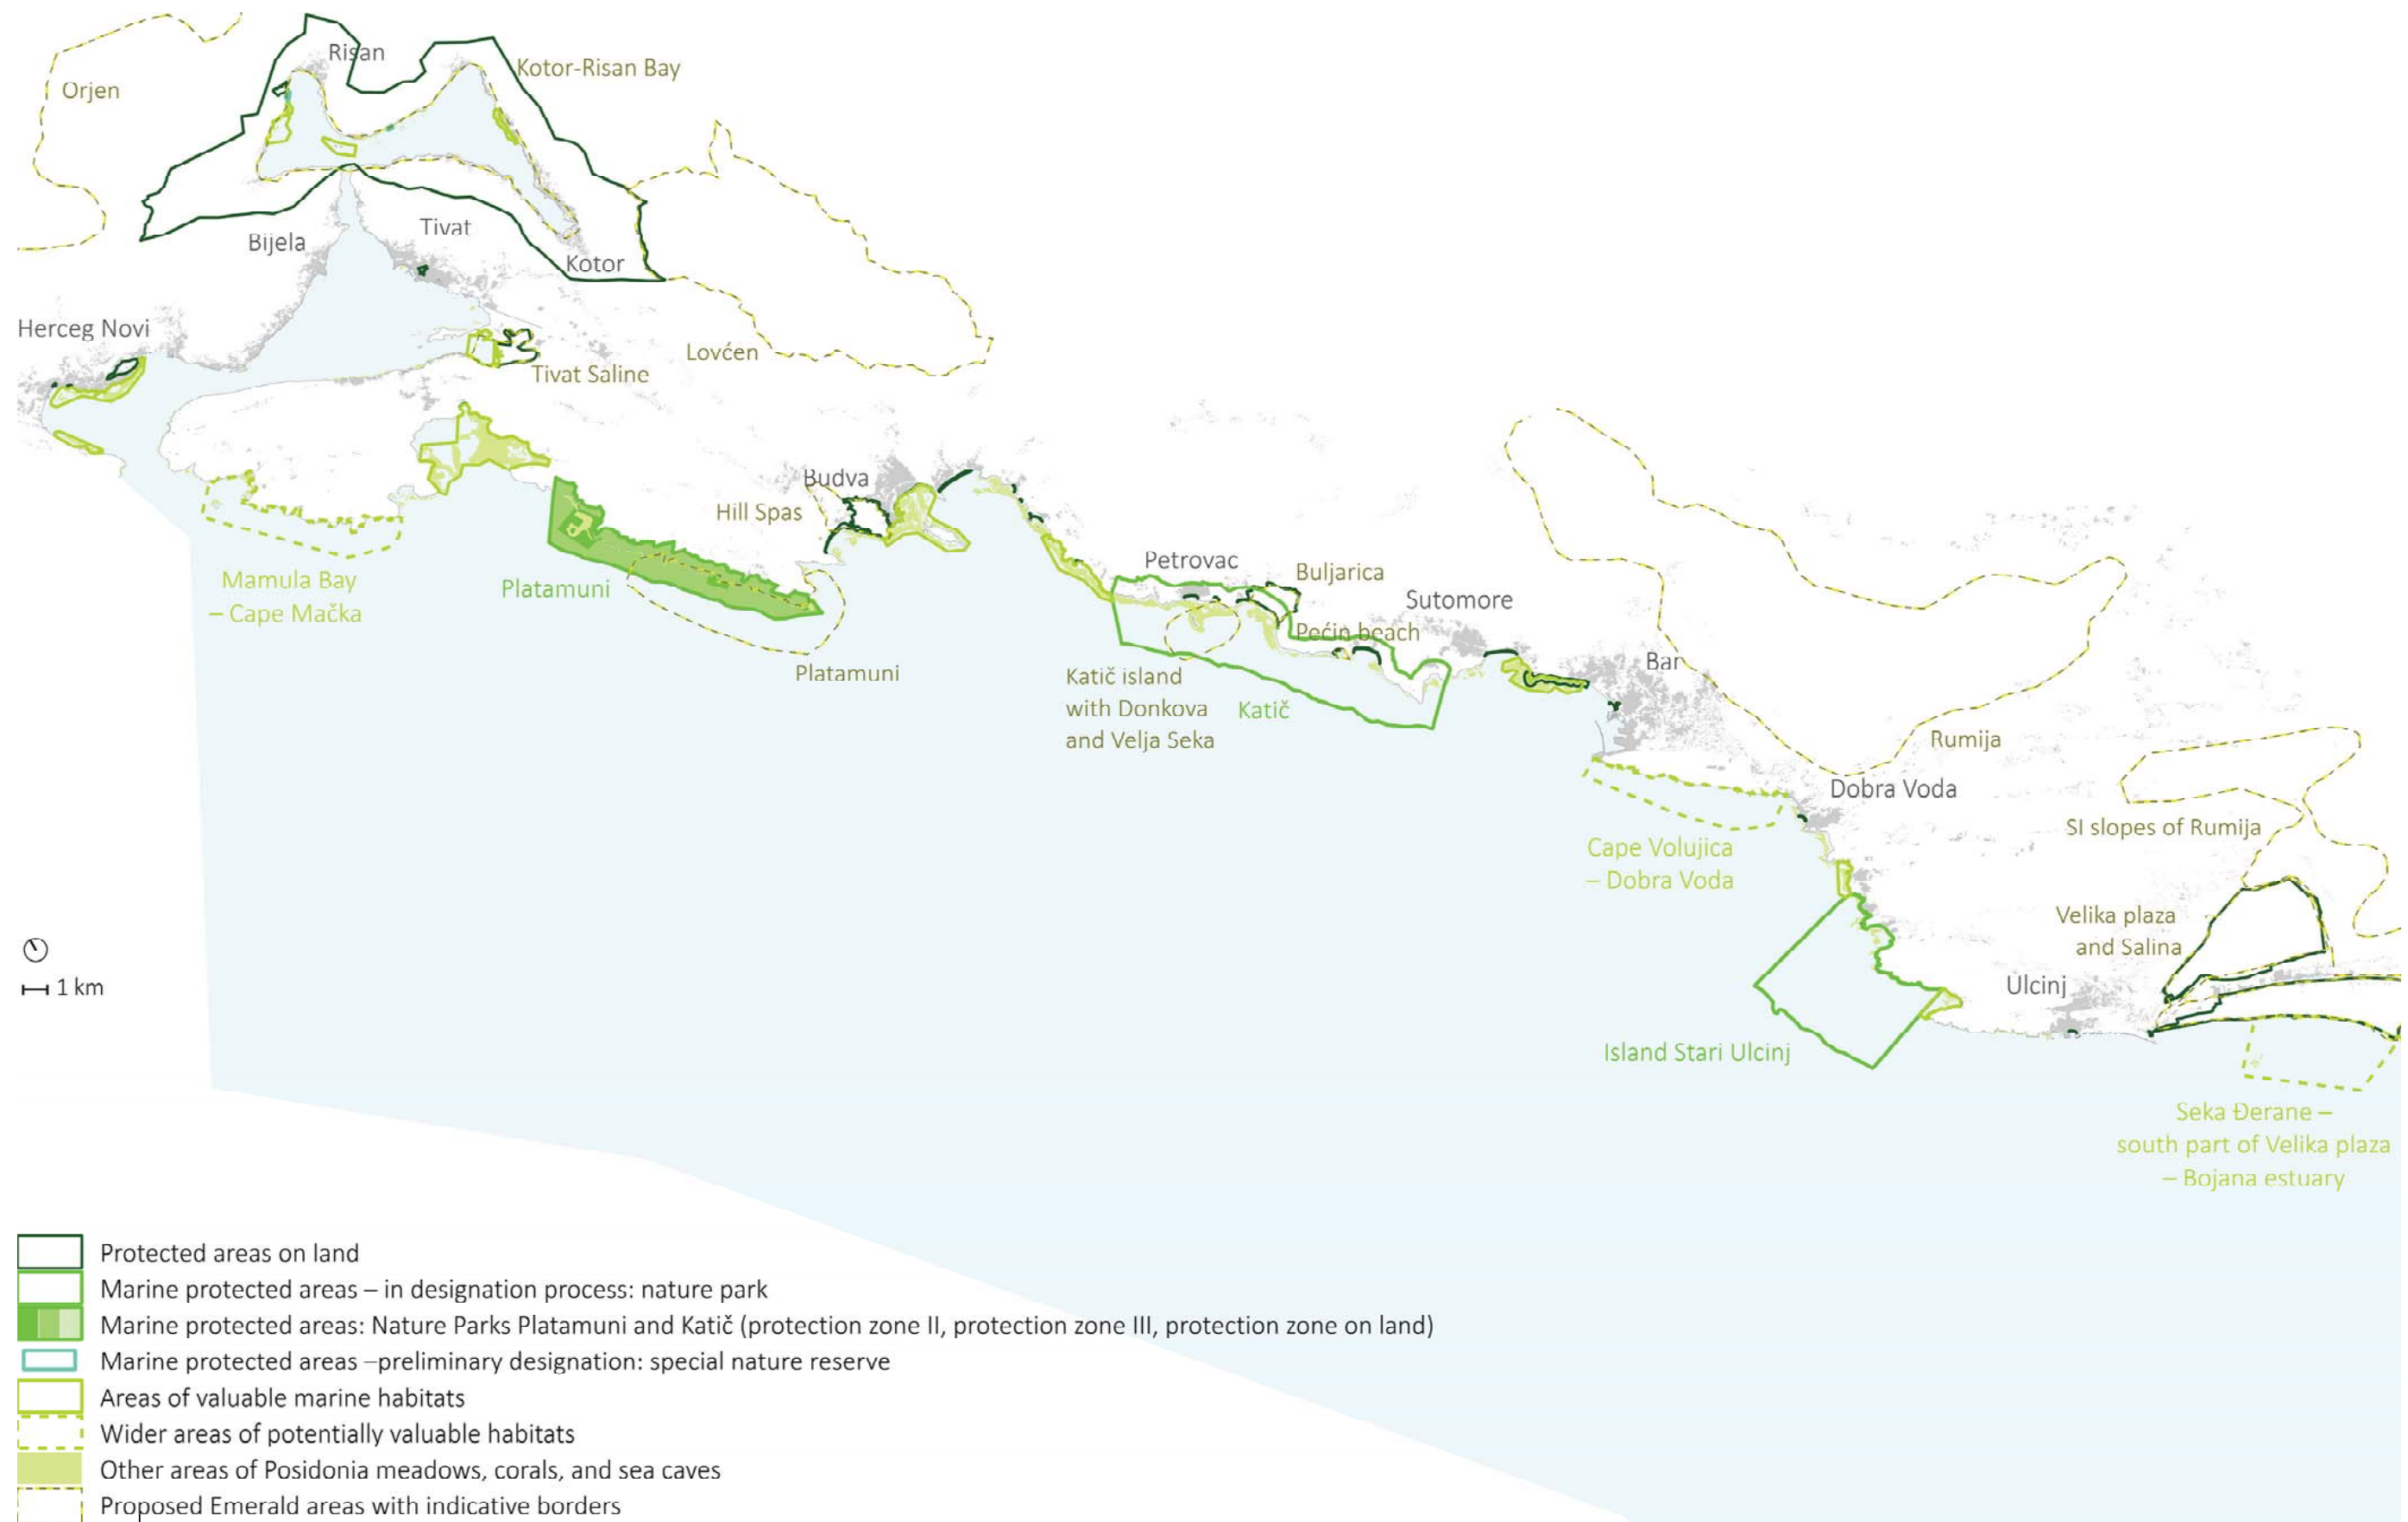 Risan
Kotor-Risan Bay
Orjen
Tivat
Bijela
Kotor
Herceg Novi
Lovćen
Tivat Saline
Budva
Hill Spas
Petrovac
Buljarica
Mamula Bay
– Cape Mačka
Platamuni
Sutomore
Pećin beach
Bar
Platamuni
Katič island
with Donkova
and Velja Seka
Katič
Rumija
Dobra Voda
SI slopes of Rumija
Cape Volujica
– Dobra Voda
Velika plaza
and Salina
1 km
Ulcinj
Island Stari Ulcinj
Seka Đerane –
south part of Velika plaza
– Bojana estuary
Protected areas on land
Marine protected areas – in designation process: nature park
Marine protected areas: Nature Parks Platamuni and Katič (protection zone II, protection zone III, protection zone on land)
Marine protected areas –preliminary designation: special nature reserve
Areas of valuable marine habitats
Wider areas of potentially valuable habitats
Other areas of Posidonia meadows, corals, and sea caves
Proposed Emerald areas with indicative borders